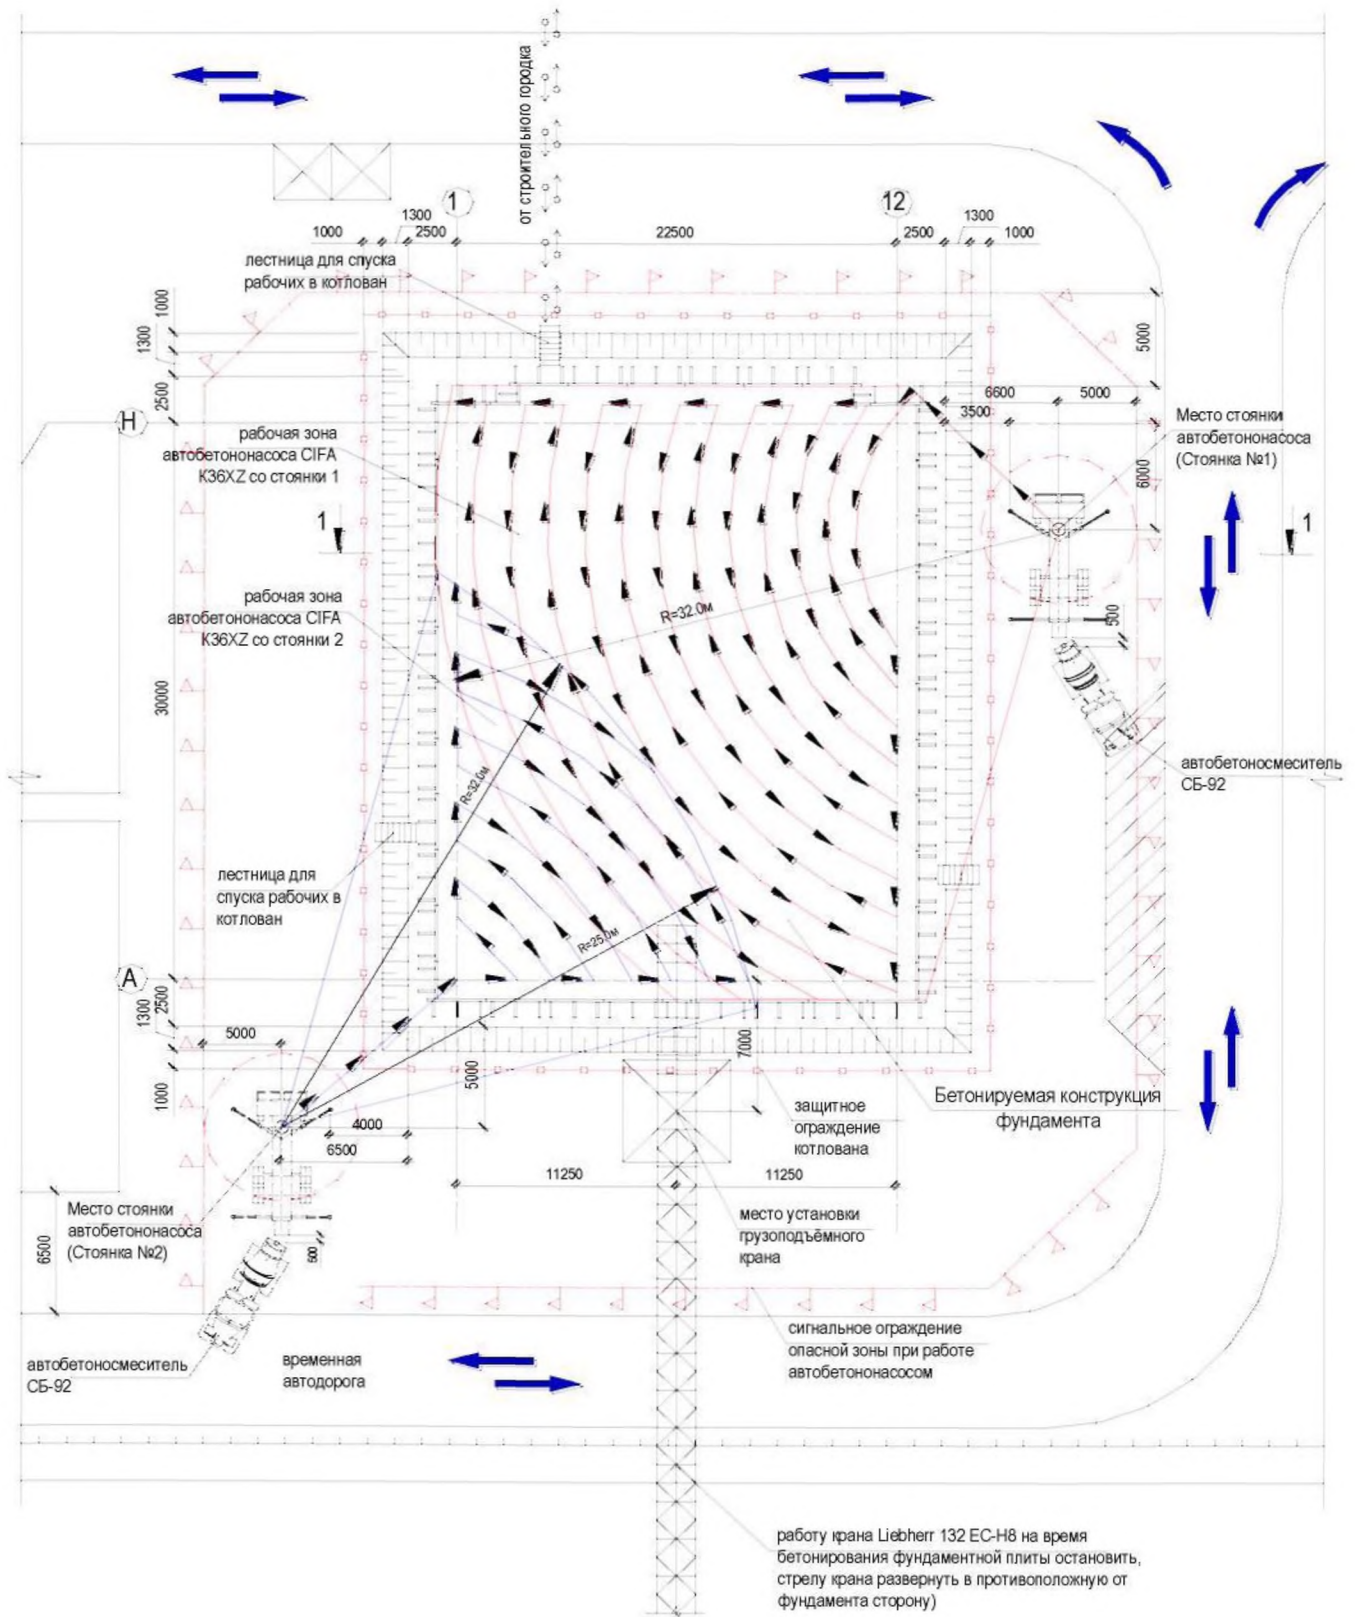 от строительного городка
1
12
1300
1300
1000
2500
22500
2500
1000
лестница для спуска
рабочих в котлован
1000
1300
2500
5000
6600
5000
3500
Н
Место стоянки
автобетононасоса
(Стоянка №1)
6000
рабочая зона
автобетононасоса CIFA
K36XZ со стоянки 1
1
1
рабочая зона
автобетононасоса CIFA
K36XZ со стоянки 2
R=32.0м
500
30000
автобетоносмеситель
СБ-92
R=32.0м
лестница для
спуска рабочих в
котлован
R=25.0м
А
2500
1300
5000
1000
7000
5000
Бетонируемая конструкция
фундамента
защитное
ограждение
котлована
4000
6500
11250
11250
Место стоянки
автобетононасоса
(Стоянка №2)
6500
500
место установки
грузоподъёмного
крана
сигнальное ограждение
опасной зоны при работе
автобетононасосом
автобетоносмеситель
СБ-92
временная
автодорога
работу крана Liebherr 132 EC-H8 на время
бетонирования фундаментной плиты остановить,
стрелу крана развернуть в противоположную от
фундамента сторону)